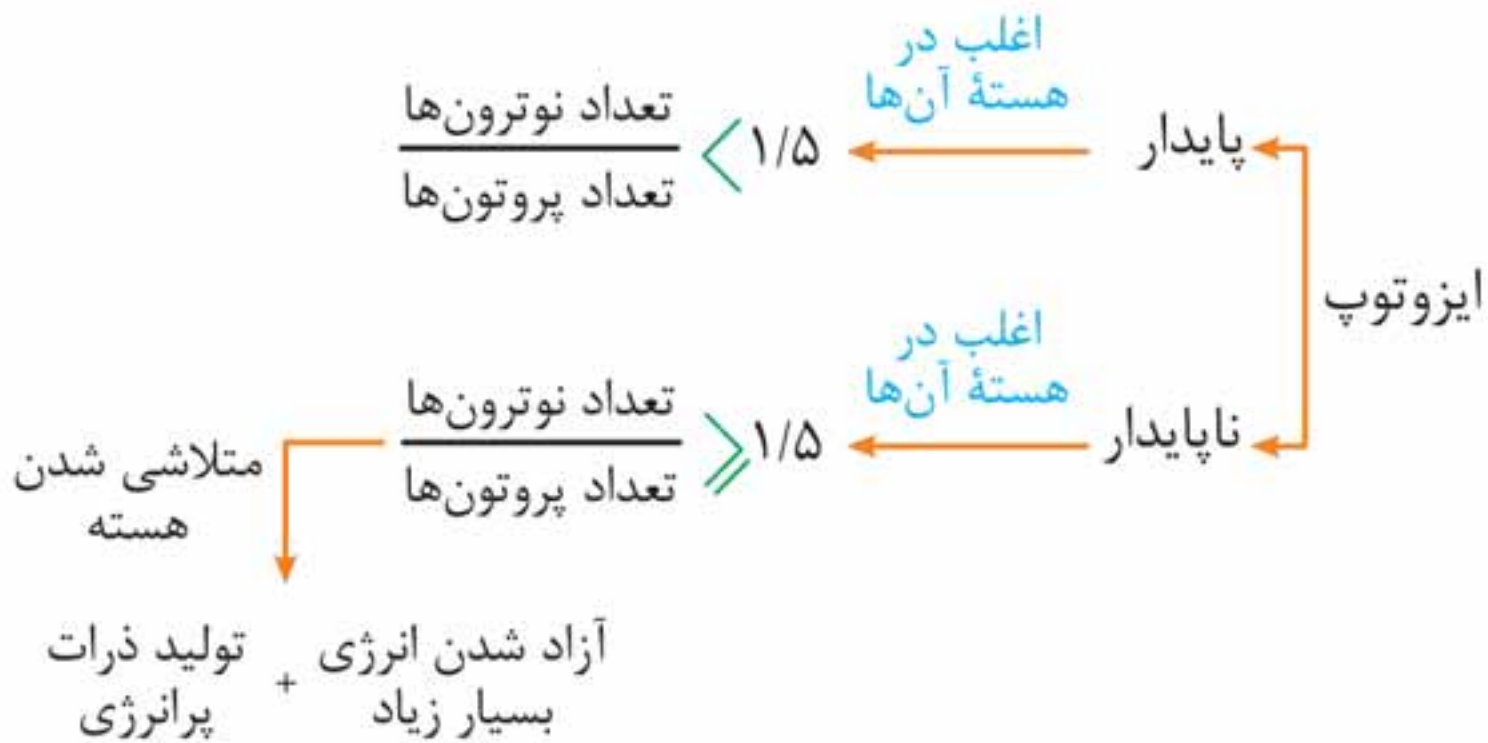 ایزوتوپ
پایدار
اغلب در
هستهٔ آن‌ها
تعداد نوترون‌ها
تعداد پروتون‌ها
< ۱/۵
ناپایدار
اغلب در
هستهٔ آن‌ها
تعداد نوترون‌ها
تعداد پروتون‌ها
⩾ ۱/۵
متلاشی شدن
هسته
آزاد شدن انرژی
بسیار زیاد
+
تولید ذرات
پرانرژی